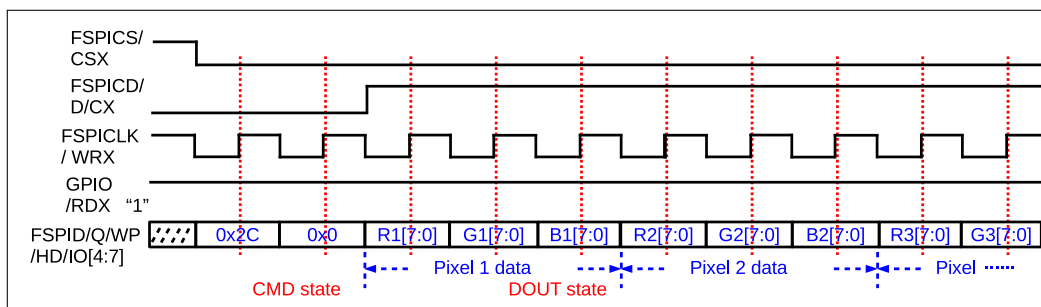 FSPICS/
CSX
FSPICD/
D/CX
FSPICLK
/ WRX
GPIO
/RDX "1"
FSPID/Q/WP
/HD/IO[4:7]
0x2C 0x0 R1[7:0] G1[7:0] B1[7:0] R2[7:0] G2[7:0] B2[7:0] R3[7:0] G3[7:0]
Pixel 1 data Pixel 2 data Pixel ······
CMD state DOUT state